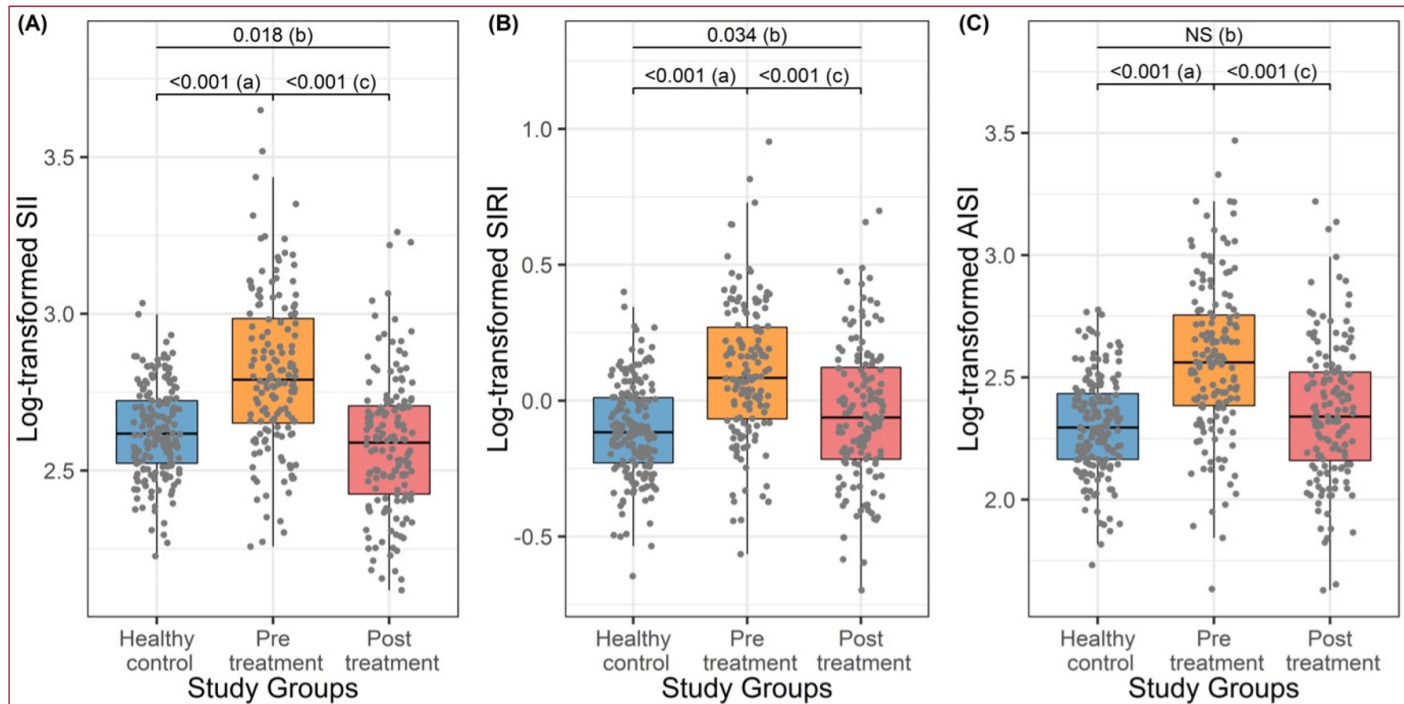 (A)
0.018 (b)
<0.001 (a)
<0.001 (c)
3.5
3.0
2.5
Log-transformed SII
Healthy
control
Pre
treatment
Post
treatment
Study Groups
(B)
0.034 (b)
<0.001 (a)
<0.001 (c)
1.0
0.5
0.0
-0.5
Log-transformed SIRI
Healthy
control
Pre
treatment
Post
treatment
Study Groups
(C)
NS (b)
<0.001 (a)
<0.001 (c)
3.5
3.0
2.5
2.0
Log-transformed AISI
Healthy
control
Pre
treatment
Post
treatment
Study Groups